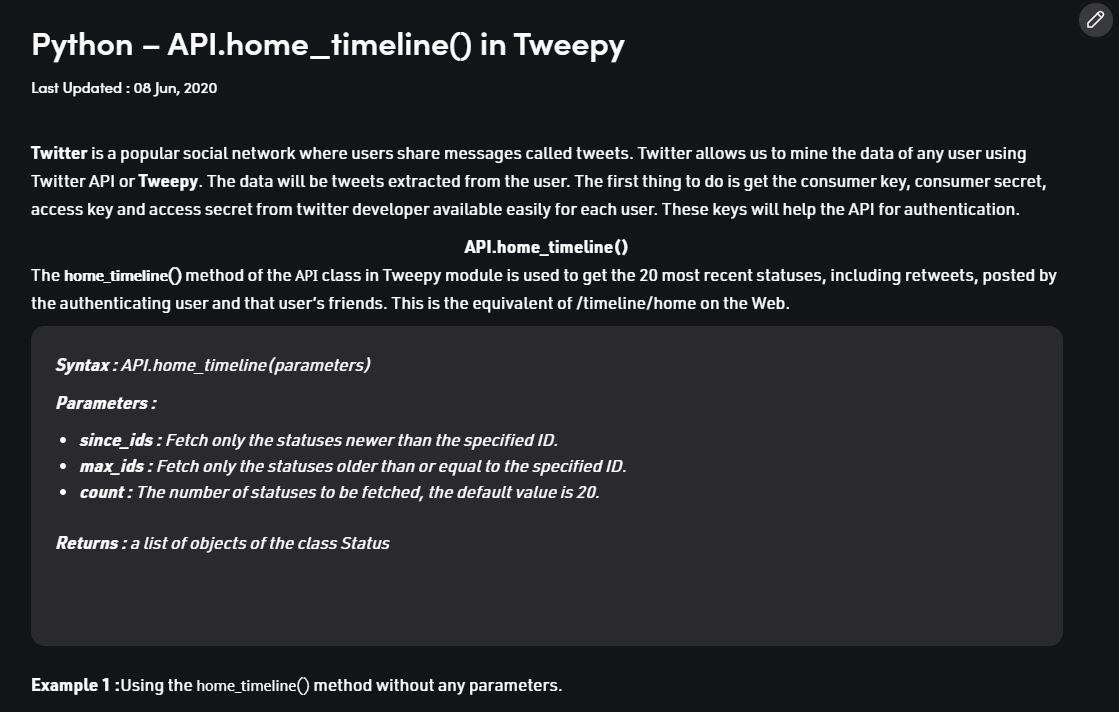 Python – API.home_timeline() in Tweepy
Last Updated : 08 Jun, 2020
Twitter is a popular social network where users share messages called tweets. Twitter allows us to mine the data of any user using
Twitter API or Tweepy. The data will be tweets extracted from the user. The first thing to do is get the consumer key, consumer secret,
access key and access secret from twitter developer available easily for each user. These keys will help the API for authentication.
API.home_timeline()
The home_timeline() method of the API class in Tweepy module is used to get the 20 most recent statuses, including retweets, posted by
the authenticating user and that user’s friends. This is the equivalent of /timeline/home on the Web.
Syntax : API.home_timeline(parameters)
Parameters :
• since_ids : Fetch only the statuses newer than the specified ID.
• max_ids : Fetch only the statuses older than or equal to the specified ID.
• count : The number of statuses to be fetched, the default value is 20.
Returns : a list of objects of the class Status
Example 1 :Using the home_timeline() method without any parameters.